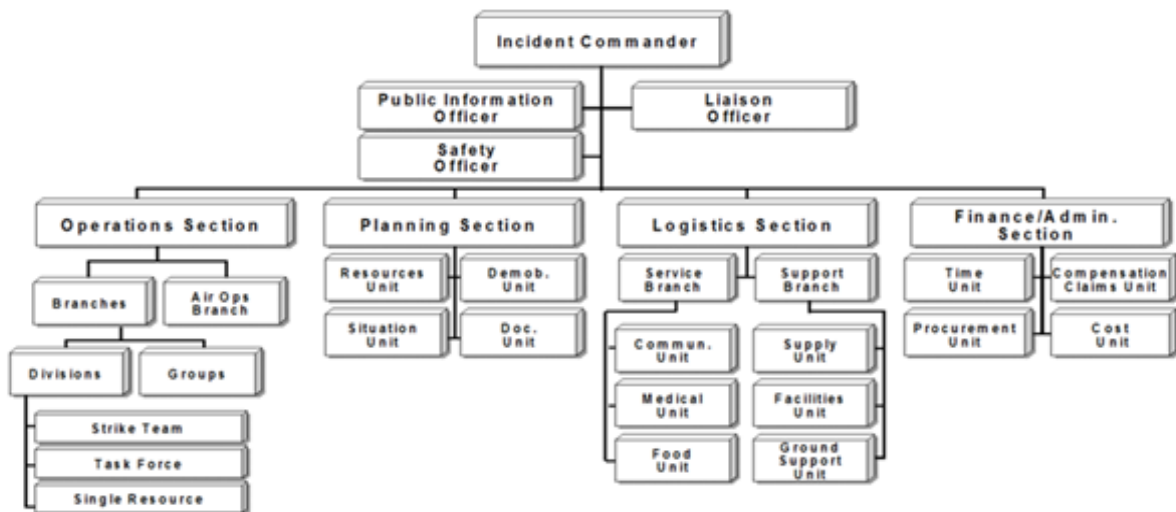 Incident Commander
Public Information
Officer
Liaison
Officer
Safety
Officer
Operations Section
Planning Section
Logistics Section
Finance/Admin.
Section
Branches
Air Ops
Branch
Divisions
Groups
Strike Team
Task Force
Single Resource
Resources
Unit
Demob.
Unit
Situation
Unit
Doc.
Unit
Service
Branch
Support
Branch
Commun.
Unit
Supply
Unit
Medical
Unit
Facilities
Unit
Food
Unit
Ground
Support
Unit
Time
Unit
Compensation
Claims Unit
Procurement
Unit
Cost
Unit